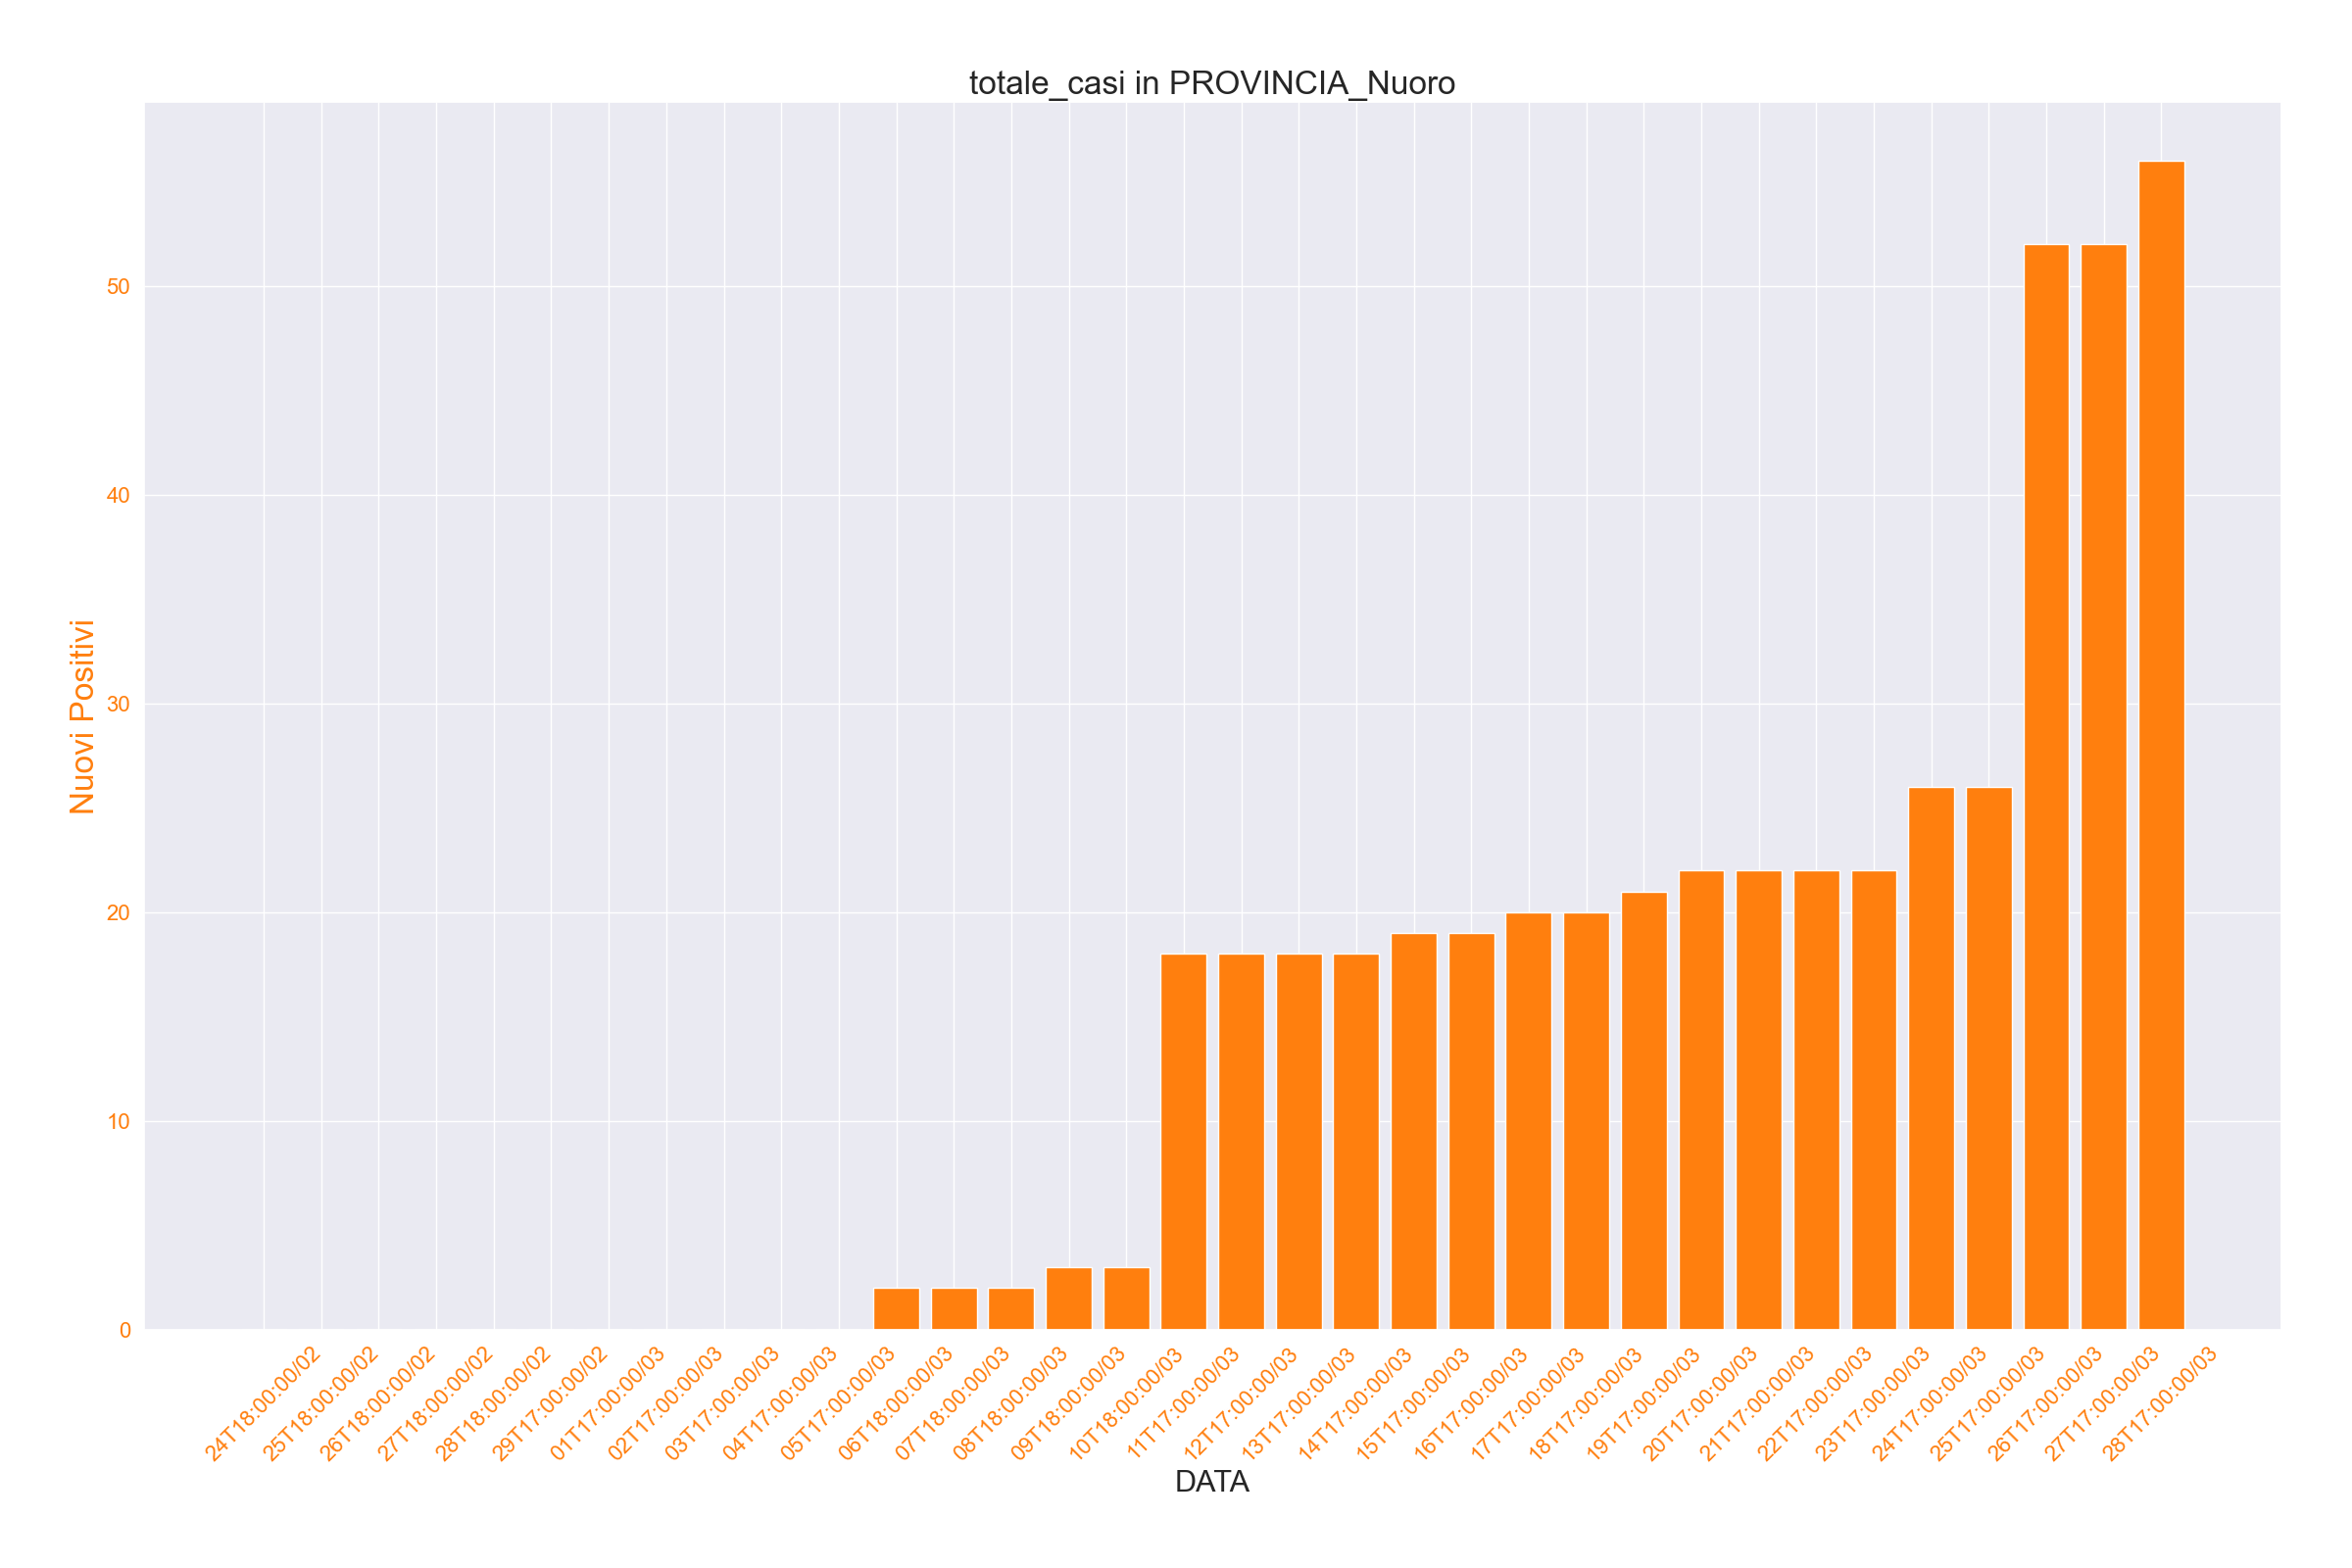 totale_casi in PROVINCIA_Nuoro
Nuovi Positivi
50
40
30
20
10
0
24T18:00:00/02
25T18:00:00/02
26T18:00:00/02
27T18:00:00/02
28T18:00:00/02
29T17:00:00/02
01T17:00:00/03
02T17:00:00/03
03T17:00:00/03
04T17:00:00/03
05T17:00:00/03
06T18:00:00/03
07T18:00:00/03
08T18:00:00/03
09T18:00:00/03
10T18:00:00/03
11T17:00:00/03
12T17:00:00/03
13T17:00:00/03
14T17:00:00/03
15T17:00:00/03
16T17:00:00/03
17T17:00:00/03
18T17:00:00/03
19T17:00:00/03
20T17:00:00/03
21T17:00:00/03
22T17:00:00/03
23T17:00:00/03
24T17:00:00/03
25T17:00:00/03
26T17:00:00/03
27T17:00:00/03
28T17:00:00/03
DATA